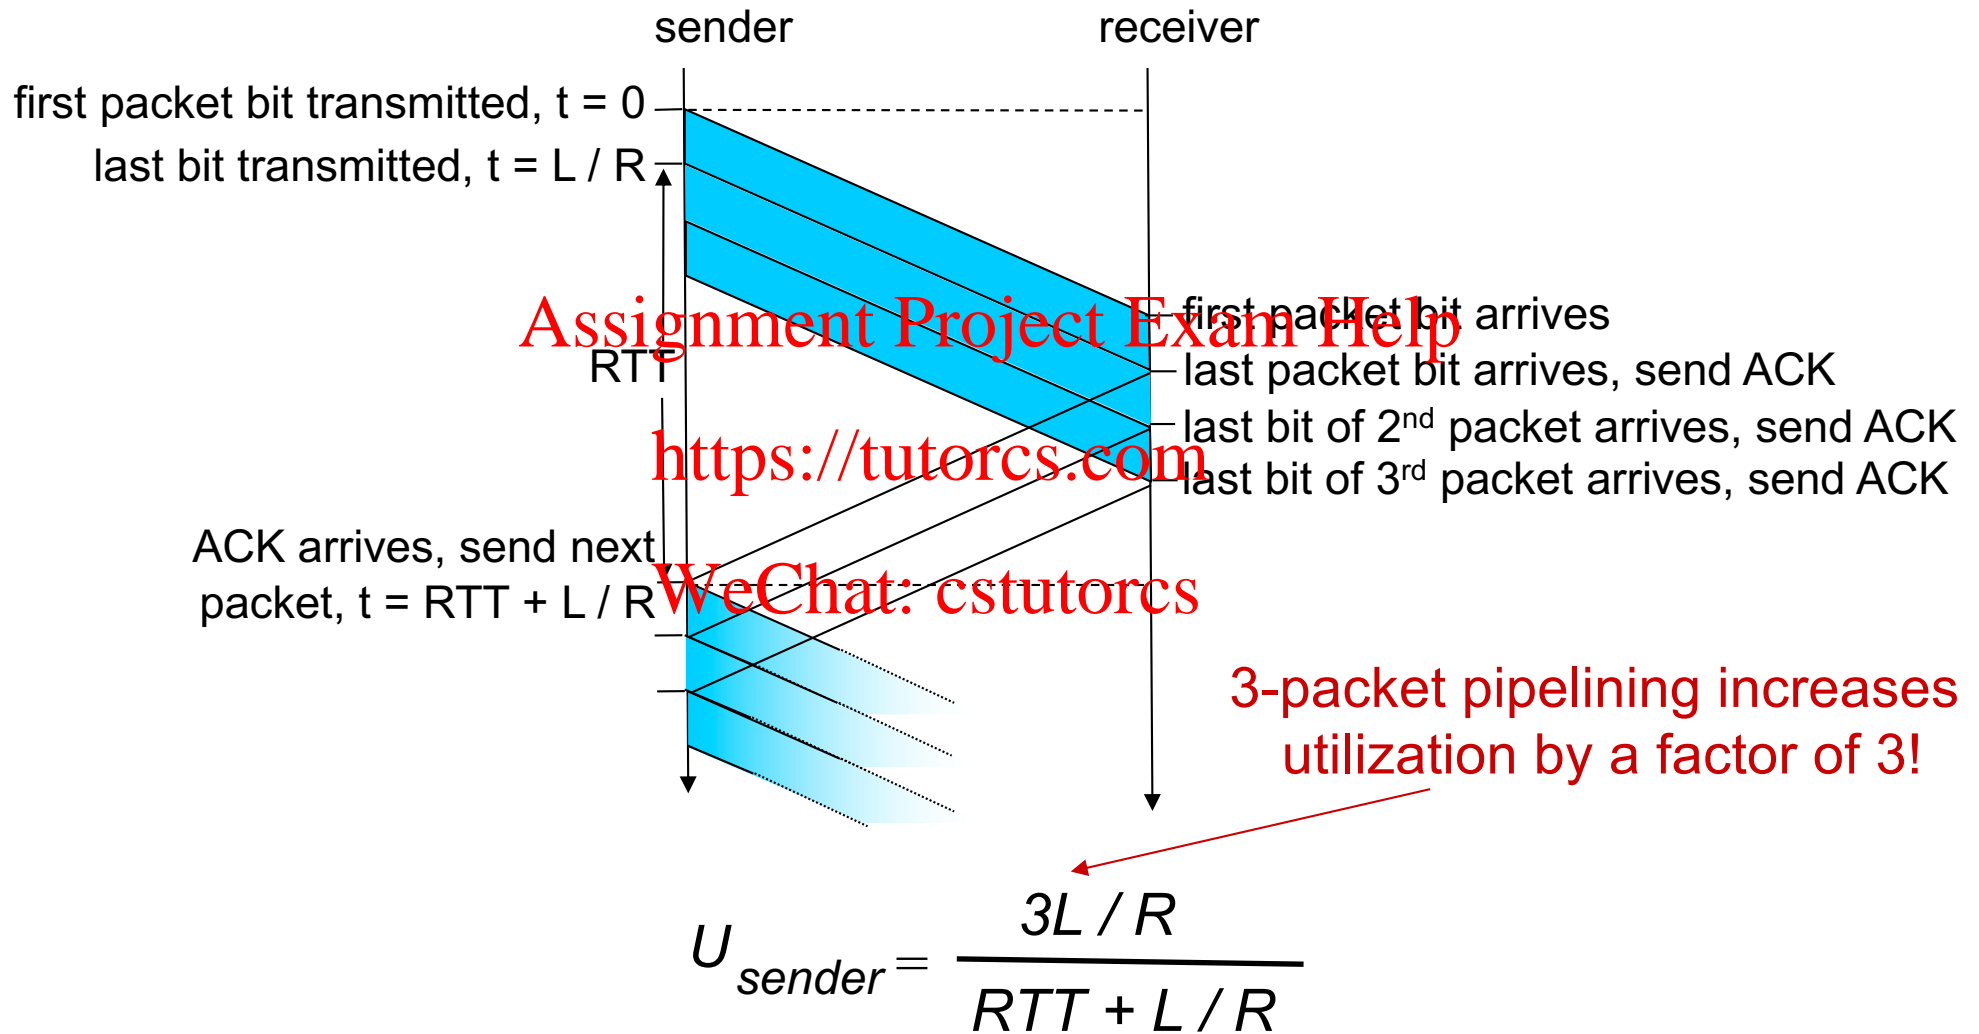 sender
receiver
first packet bit transmitted, t = 0
last bit transmitted, t = L / R
first packet bit arrives
Assignment Project Exam Help
RTT
last packet bit arrives, send ACK
last bit of 2nd packet arrives, send ACK
https://tutorcs.com
last bit of 3rd packet arrives, send ACK
ACK arrives, send next
packet, t = RTT + L / R
WeChat: cstutorcs
3-packet pipelining increases
utilization by a factor of 3!
3L / R
U sender =
RTT + L / R